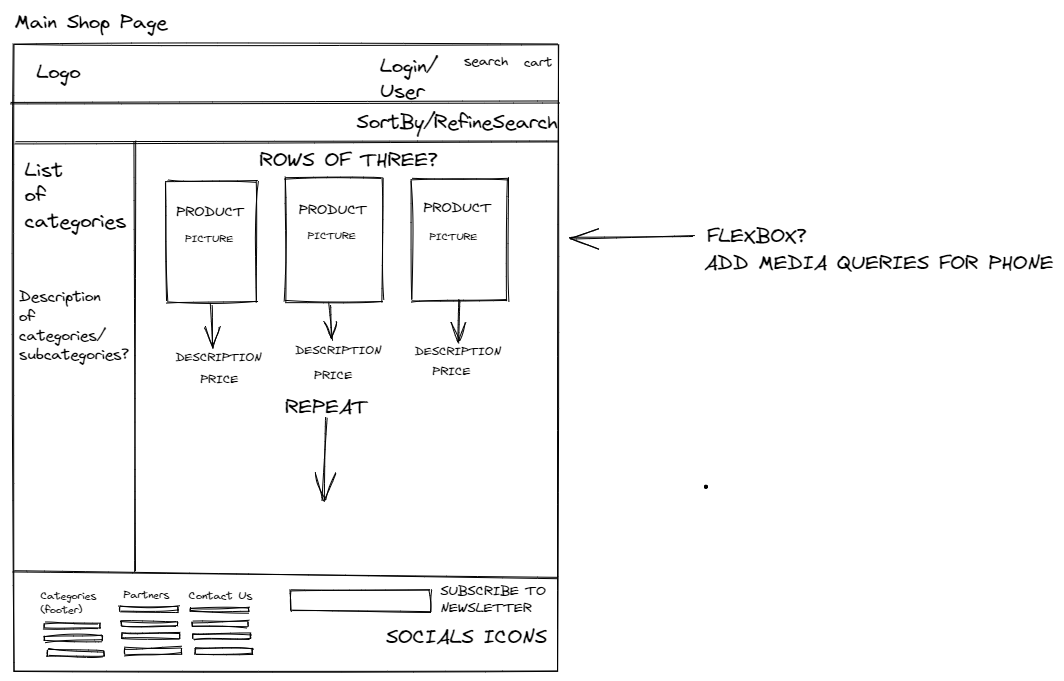 Main Shop Page
Logo
Login/
User
search
cart
SortBy/RefineSearch
List
of
categories
Description
of
categories/
subcategories?
ROWS OF THREE?
PRODUCT
PICTURE
PRODUCT
PICTURE
PRODUCT
PICTURE
DESCRIPTION
PRICE
DESCRIPTION
PRICE
DESCRIPTION
PRICE
REPEAT
FLEXBOX?
ADD MEDIA QUERIES FOR PHONE
Categories
(footer)
Partners
Contact Us
SUBSCRIBE TO
NEWSLETTER
SOCIALS ICONS